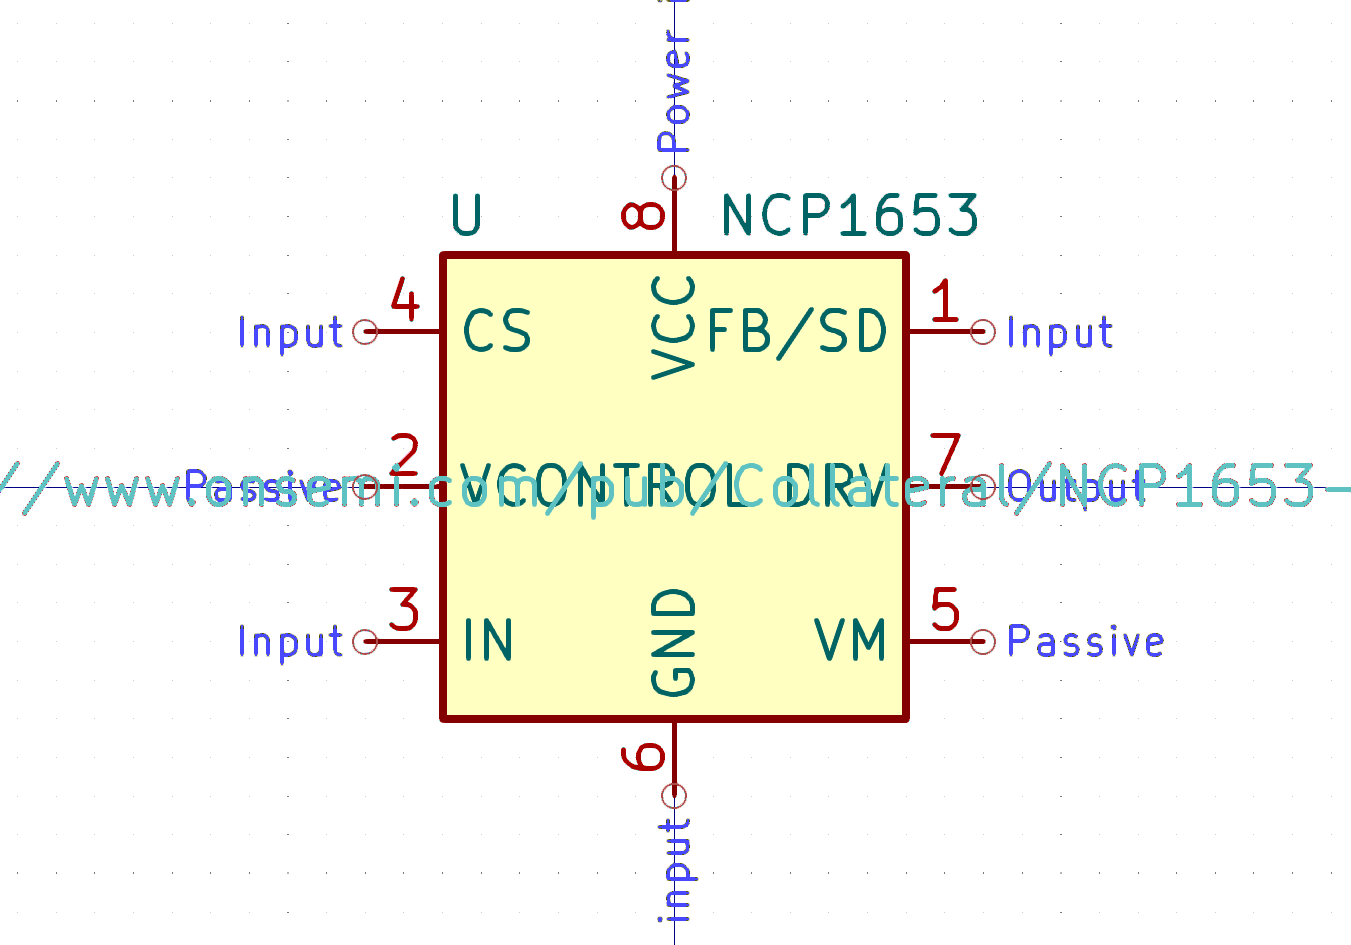 Power
U
8
NCP1653
Input
4
CS
VCC
FB/SD
1
Input
Passive
2
VCONTROL
DRV
7
Output
//www.onsemi.com/pub/Collateral/NCP1653-
Input
3
IN
GND
VM
5
Passive
6
input